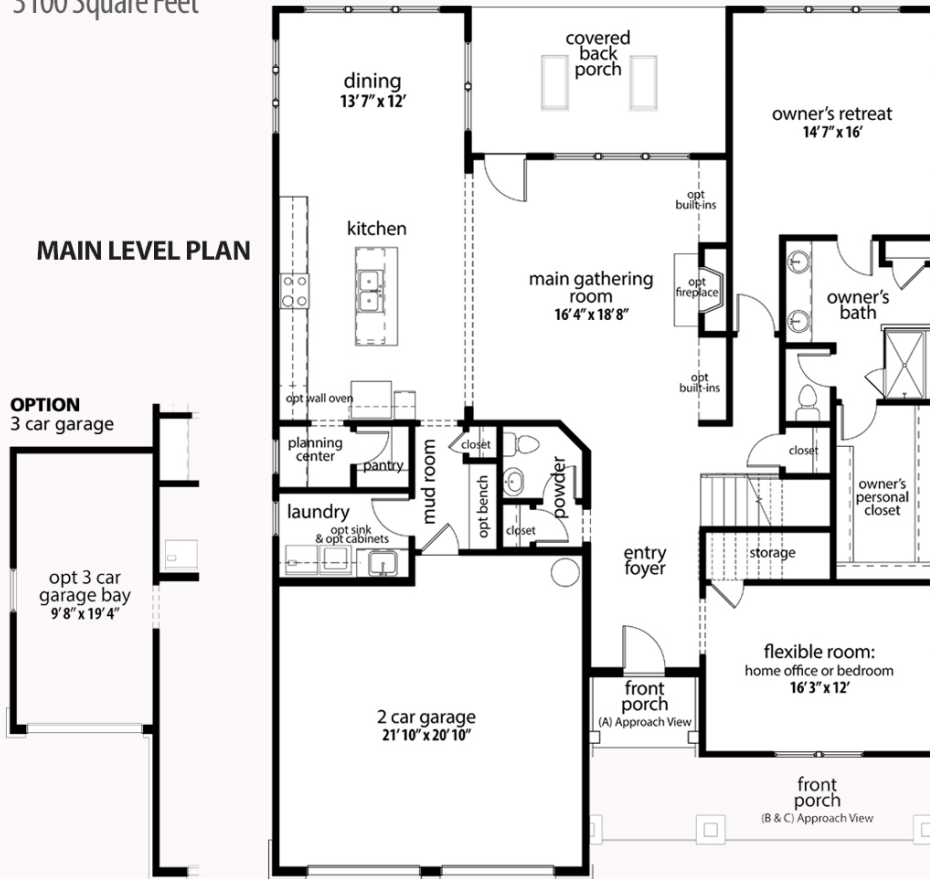 3100 Square Feet
covered
back
porch
dining
13' 7" x 12'
owner's retreat
14' 7" x 16'
opt
built-ins
kitchen
MAIN LEVEL PLAN
main gathering
room
16' 4" x 18' 8"
opt
fireplace
owner's
bath
opt
built-ins
opt wall oven
OPTION
3 car garage
planning
center
pantry
mud room
closet
powder
closet
opt bench
owner's
personal
closet
laundry
opt sink
& opt cabinets
closet
entry
foyer
storage
opt 3 car
garage bay
9' 8" x 19' 4"
flexible room:
home office or bedroom
16' 3" x 12'
front
porch
(A) Approach View
2 car garage
21' 10" x 20' 10"
front
porch
(B & C) Approach View